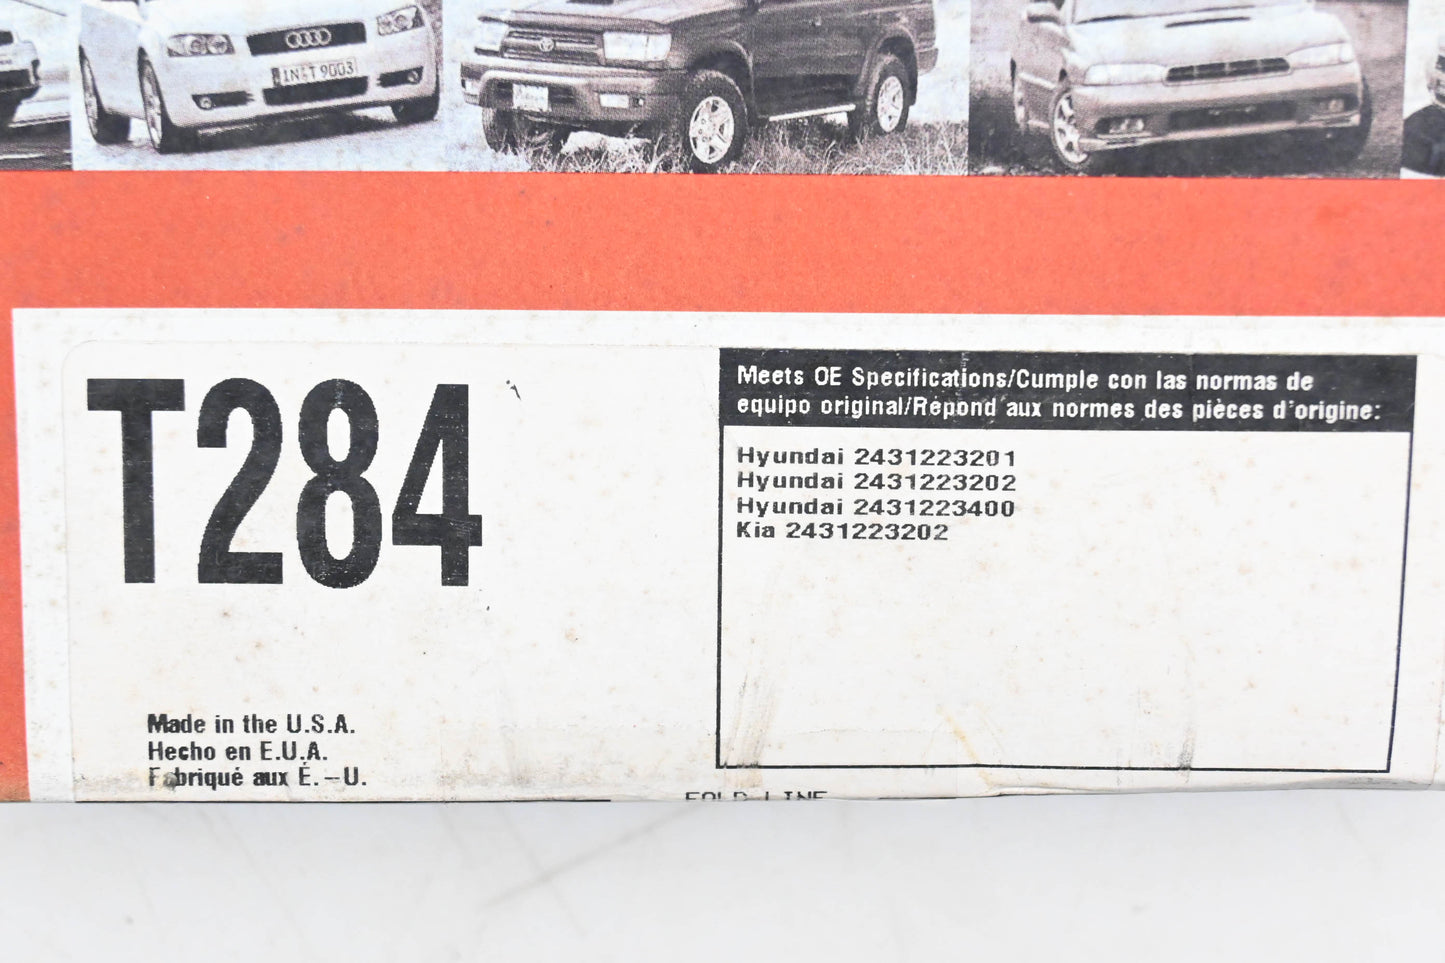 IN·T 9003
T284
Meets OE Specifications/Cumple con las normas de
equipo original/Répond aux normes des pièces d'origine:
Hyundai 2431223201
Hyundai 2431223202
Hyundai 2431223400
Kia 2431223202
Made in the U.S.A.
Hecho en E.U.A.
Fabriqué aux É.–U.
FOLD LINE